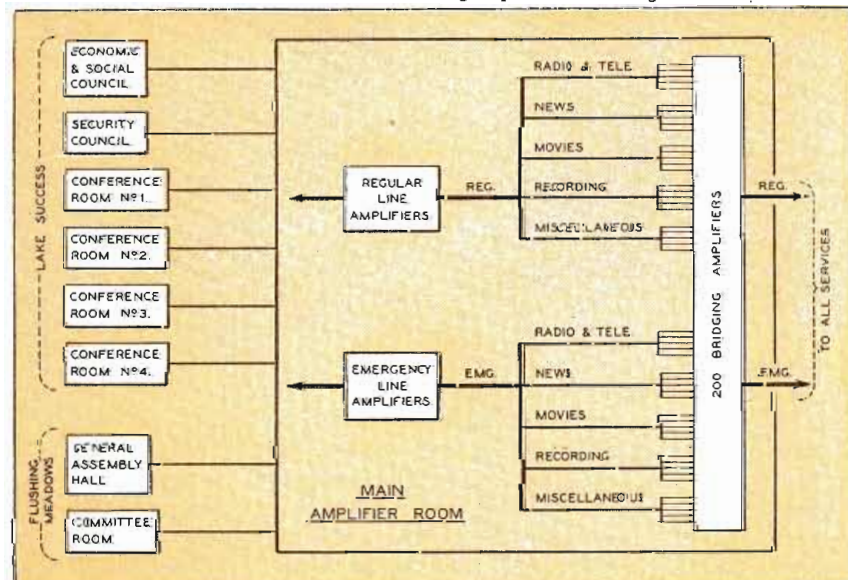 ECONOMIC
& SOCIAL
COUNCIL
SECURITY
COUNCIL
CONFERENCE
ROOM Nº1.
CONFERENCE
ROOM Nº2.
CONFERENCE
ROOM Nº3.
CONFERENCE
ROOM Nº4.
LAKE SUCCESS
GENERAL
ASSEMBLY
HALL
COMMITTEE
ROOM
FLUSHING
MEADOWS
REGULAR
LINE
AMPLIFIERS
REG.
RADIO & TELE
NEWS
MOVIES
RECORDING
MISCELLANEOUS
EMERGENCY
LINE
AMPLIFIERS
EMG.
RADIO & TELE
NEWS
MOVIES
RECORDING
MISCELLANEOUS
MAIN
AMPLIFIER ROOM
200 BRIDGING AMPLIFIERS
REG.
EMG.
TO ALL SERVICES